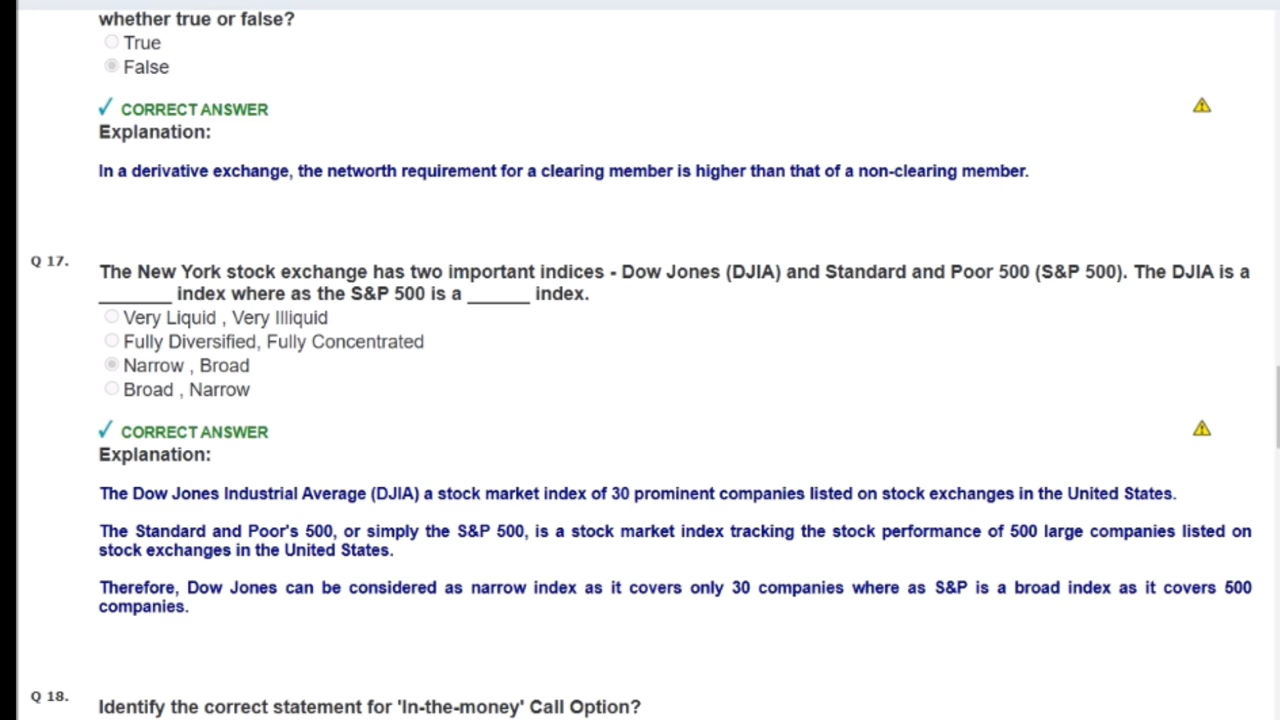 whether true or false?
True
False
✓ CORRECT ANSWER
Explanation:
In a derivative exchange, the networth requirement for a clearing member is higher than that of a non-clearing member.
Q 17.
The New York stock exchange has two important indices - Dow Jones (DJIA) and Standard and Poor 500 (S&P 500). The DJIA is a
_______ index where as the S&P 500 is a ______ index.
Very Liquid , Very Illiquid
Fully Diversified, Fully Concentrated
Narrow , Broad
Broad , Narrow
✓ CORRECT ANSWER
Explanation:
The Dow Jones Industrial Average (DJIA) a stock market index of 30 prominent companies listed on stock exchanges in the United States.
The Standard and Poor's 500, or simply the S&P 500, is a stock market index tracking the stock performance of 500 large companies listed on
stock exchanges in the United States.
Therefore, Dow Jones can be considered as narrow index as it covers only 30 companies where as S&P is a broad index as it covers 500
companies.
Q 18.
Identify the correct statement for 'In-the-money' Call Option?